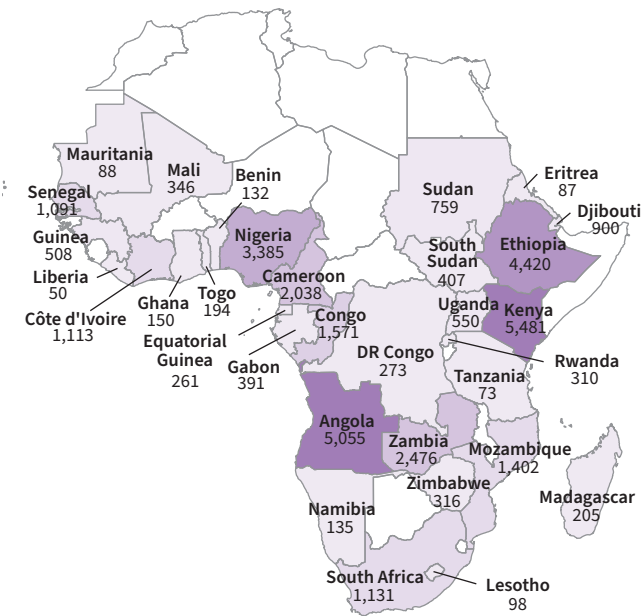 Mauritania
88
Mali
346
Benin
132
Senegal
1,091
Guinea
508
Liberia
50
Côte d'Ivoire
1,113
Ghana
150
Togo
194
Nigeria
3,385
Cameroon
2,038
Equatorial
Guinea
261
Gabon
391
Congo
1,571
Sudan
759
Eritrea
87
Djibouti
900
South
Sudan
407
Ethiopia
4,420
Uganda
550
Kenya
5,481
DR Congo
273
Rwanda
310
Tanzania
73
Angola
5,055
Zambia
2,476
Mozambique
1,402
Zimbabwe
316
Madagascar
205
Namibia
135
South Africa
1,131
Lesotho
98